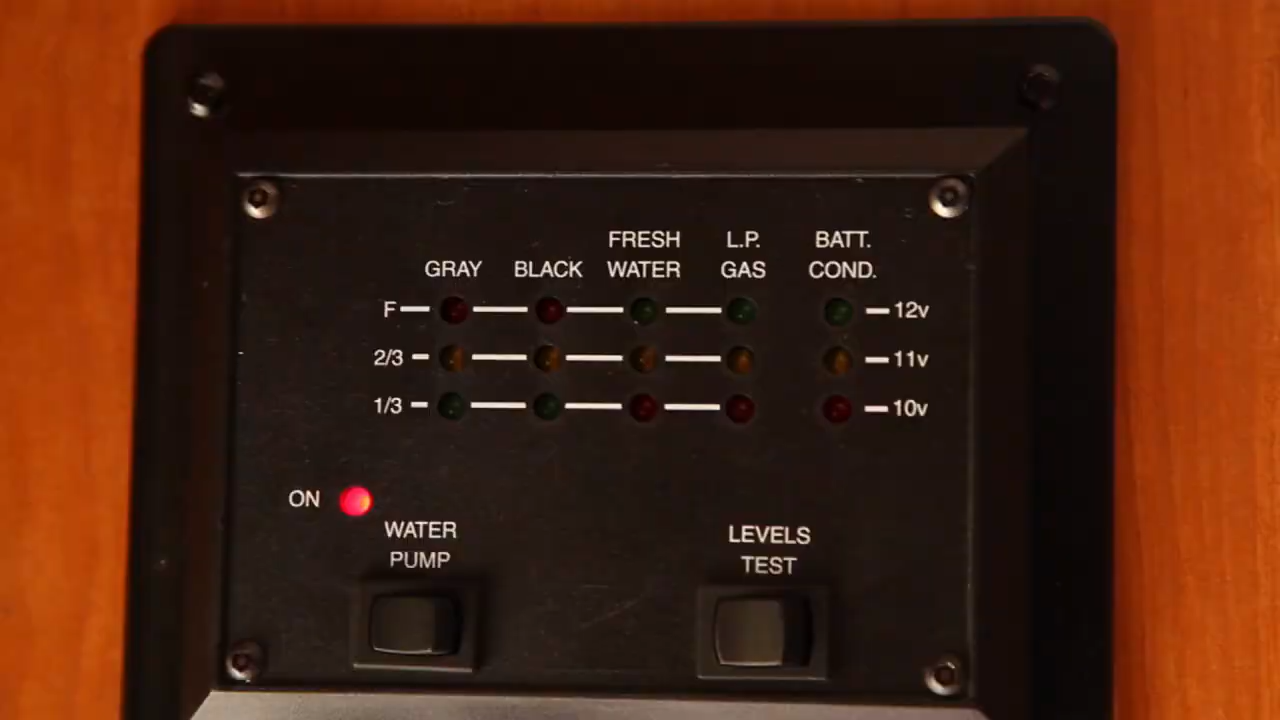 FRESH L.P. BATT.
GRAY BLACK WATER GAS COND.
F 12v
2/3 11v
1/3 10v
ON
WATER
PUMP
LEVELS
TEST